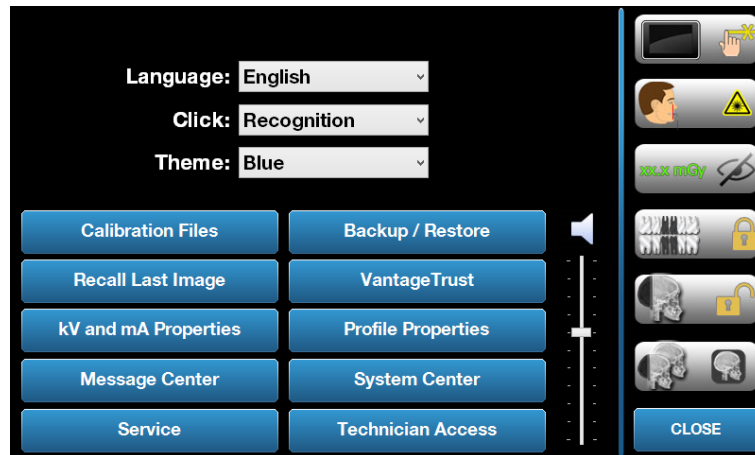 Language: English
Click: Recognition
Theme: Blue
Calibration Files
Backup / Restore
Recall Last Image
VantageTrust
kV and mA Properties
Profile Properties
Message Center
System Center
Service
Technician Access
xx.x mGy
CLOSE